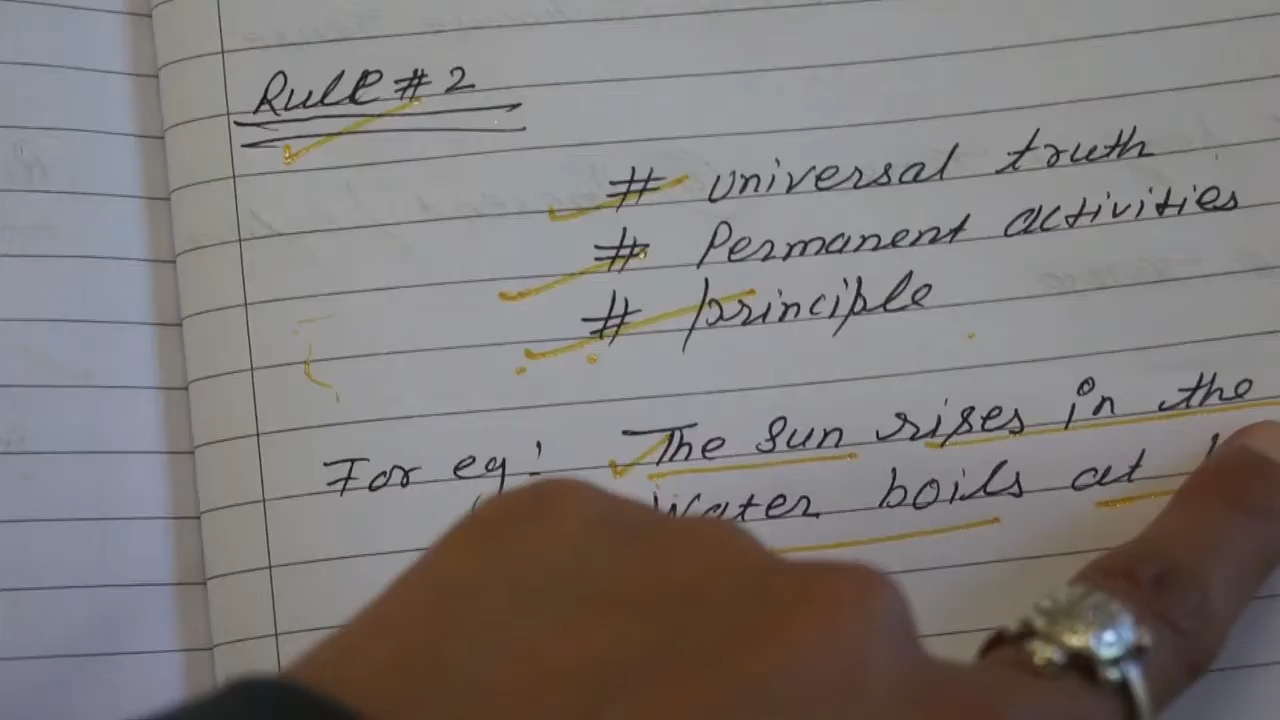 Rule # 2
# Universal truth
# Permanent activities
# principle
For eg: The Sun rises in the
Water boils at